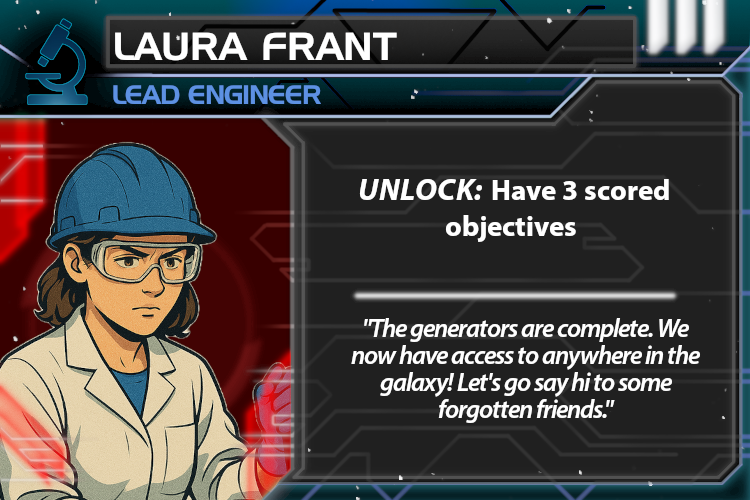 LAURA FRANT
LEAD ENGINEER
UNLOCK: Have 3 scored
objectives
"The generators are complete. We
now have access to anywhere in the
galaxy! Let's go say hi to some
forgotten friends."